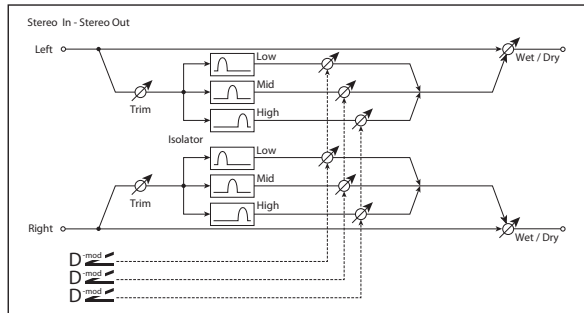 Stereo In - Stereo Out
Left
Wet / Dry
Low
Mid
High
Trim
Isolator
Low
Mid
High
Trim
Right
Wet / Dry
D-mod
D-mod
D-mod